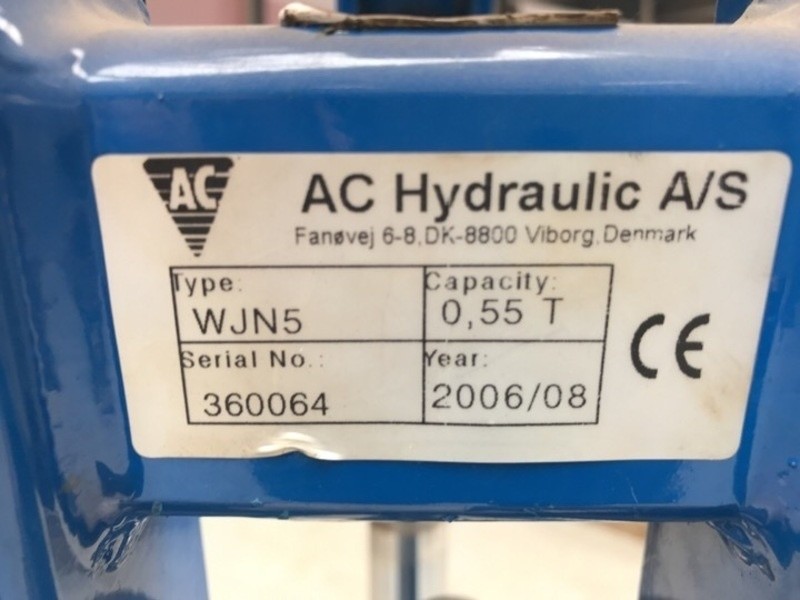 AC
AC Hydraulic A/S
Fanøvej 6-8, DK-8800 Viborg, Denmark
Type:
Capacity:
WJN5
0,55 T
Serial No.:
Year:
360064
2006/08
CE